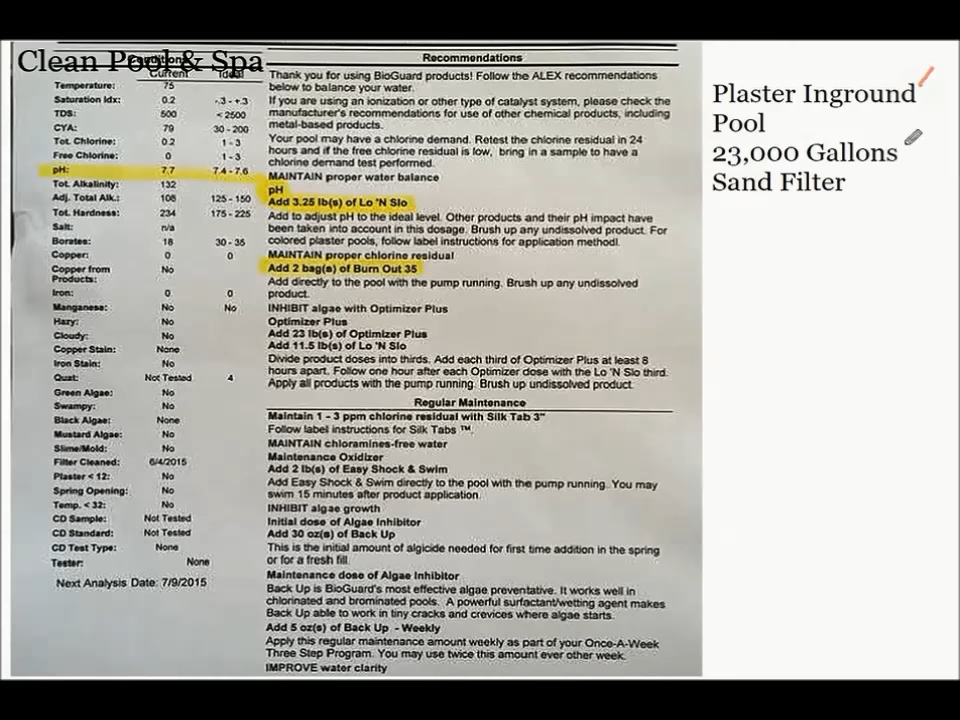 Clean Pool & Spa
Conditions
Current Ideal
Temperature: 75
Saturation Idx: 0.2 -.3 - +.3
TDS: 500 < 2500
CYA: 79 30 - 200
Tot. Chlorine: 0.2 1 - 3
Free Chlorine: 0 1 - 3
pH: 7.7 7.4 - 7.6
Tot. Alkalinity: 132
Adj. Total Alk.: 108 125 - 150
Tot. Hardness: 234 175 - 225
Salt: n/a
Borates: 18 30 - 35
Copper: 0 0
Copper from No
Products:
Iron: 0 0
Manganese: No No
Hazy: No
Cloudy: No
Copper Stain: None
Iron Stain: No
Quat: Not Tested 4
Green Algae: No
Swampy: No
Black Algae: None
Mustard Algae: No
Slime/Mold: No
Filter Cleaned: 6/4/2015
Plaster < 12: No
Spring Opening: No
Temp. < 32: No
CD Sample: Not Tested
CD Standard: Not Tested
CD Test Type: None
Tester: None
Next Analysis Date: 7/9/2015
Recommendations
Thank you for using BioGuard products! Follow the ALEX recommendations
below to balance your water.
If you are using an ionization or other type of catalyst system, please check the
manufacturer's recommendations for use of other chemical products, including
metal-based products.
Your pool may have a chlorine demand. Retest the chlorine residual in 24
hours and if the free chlorine residual is low, bring in a sample to have a
chlorine demand test performed.
MAINTAIN proper water balance
pH
Add 3.25 lb(s) of Lo 'N Slo
Add to adjust pH to the ideal level. Other products and their pH impact have
been taken into account in this dosage. Brush up any undissolved product. For
colored plaster pools, follow label instructions for application method!.
MAINTAIN proper chlorine residual
Add 2 bag(s) of Burn Out 35
Add directly to the pool with the pump running. Brush up any undissolved
product.
INHIBIT algae with Optimizer Plus
Optimizer Plus
Add 23 lb(s) of Optimizer Plus
Add 11.5 lb(s) of Lo 'N Slo
Divide product doses into thirds. Add each third of Optimizer Plus at least 8
hours apart. Follow one hour after each Optimizer dose with the Lo 'N Slo third.
Apply all products with the pump running. Brush up undissolved product.
Regular Maintenance
Maintain 1 - 3 ppm chlorine residual with Silk Tab 3"
Follow label instructions for Silk Tabs ™.
MAINTAIN chloramines-free water
Maintenance Oxidizer
Add 2 lb(s) of Easy Shock & Swim
Add Easy Shock & Swim directly to the pool with the pump running. You may
swim 15 minutes after product application.
INHIBIT algae growth
Initial dose of Algae Inhibitor
Add 30 oz(s) of Back Up
This is the initial amount of algicide needed for first time addition in the spring
or for a fresh fill.
Maintenance dose of Algae Inhibitor
Back Up is BioGuard's most effective algae preventative. It works well in
chlorinated and brominated pools. A powerful surfactant/wetting agent makes
Back Up able to work in tiny cracks and crevices where algae starts.
Add 5 oz(s) of Back Up - Weekly
Apply this regular maintenance amount weekly as part of your Once-A-Week
Three Step Program. You may use twice this amount ever other week.
IMPROVE water clarity
Plaster Inground
Pool
23,000 Gallons
Sand Filter